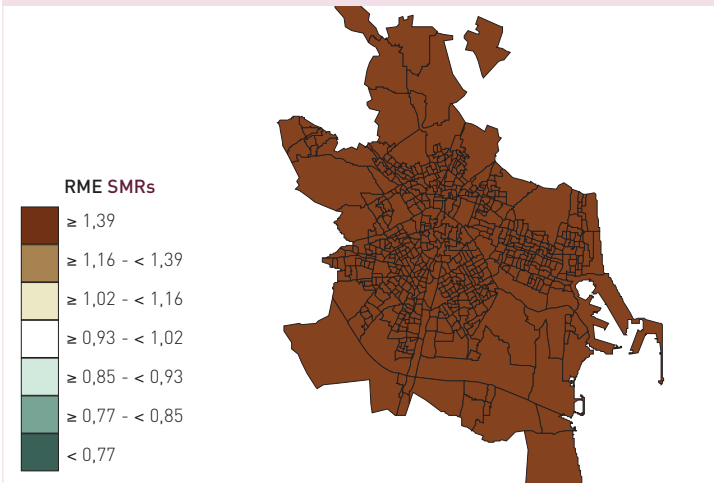 RME SMRs
≥ 1,39
≥ 1,16 - < 1,39
≥ 1,02 - < 1,16
≥ 0,93 - < 1,02
≥ 0,85 - < 0,93
≥ 0,77 - < 0,85
< 0,77